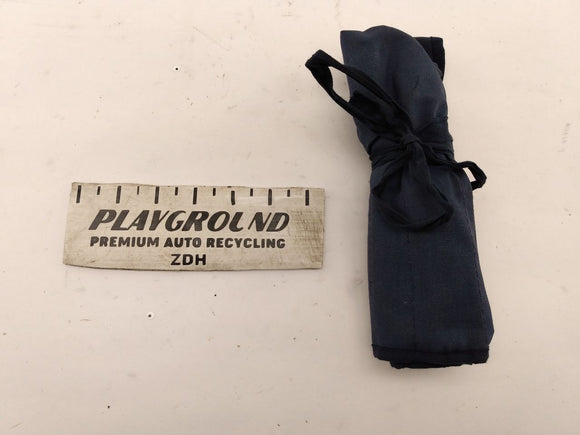 PLAYGROUND
PREMIUM AUTO RECYCLING
ZDH